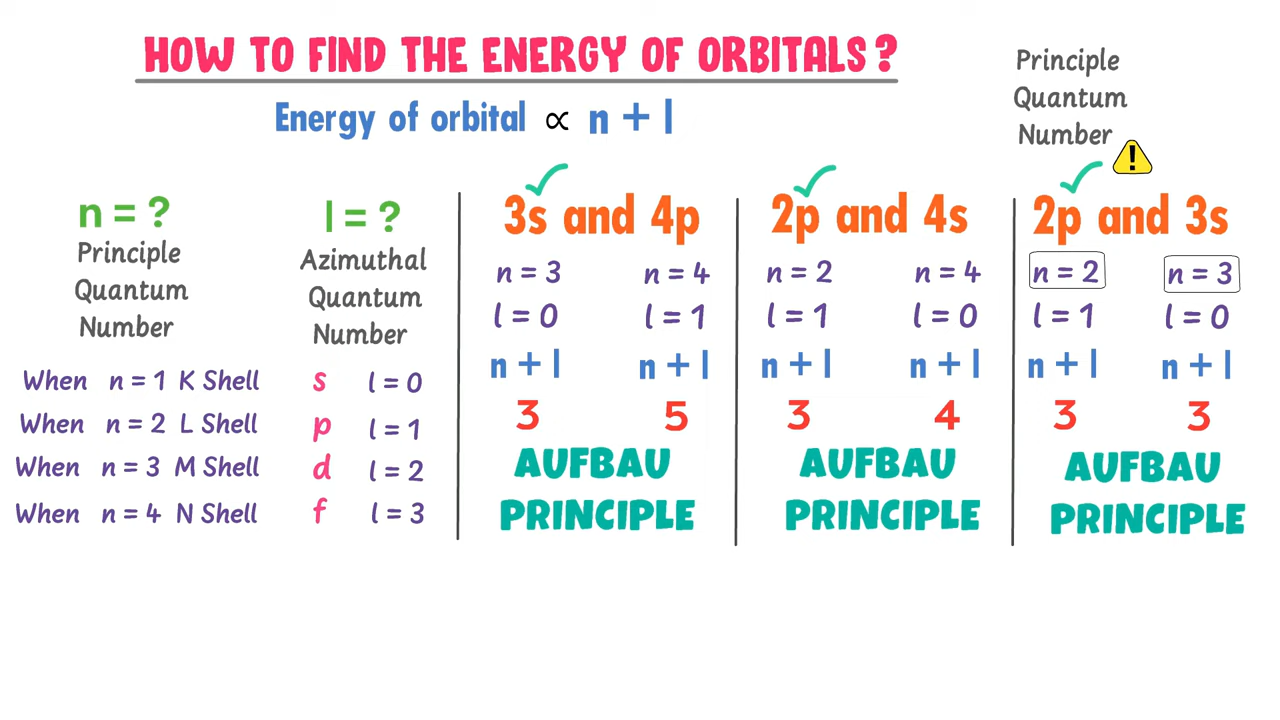 HOW TO FIND THE ENERGY OF ORBITALS?
Energy of orbital ∝ n + l
n = ?
Principle
Quantum
Number
When n = 1 K Shell
When n = 2 L Shell
When n = 3 M Shell
When n = 4 N Shell
l = ?
Azimuthal
Quantum
Number
s l = 0
p l = 1
d l = 2
f l = 3
3s and 4p
n = 3 n = 4
l = 0 l = 1
n + l n + l
3 5
AUFBAU
PRINCIPLE
2p and 4s
n = 2 n = 4
l = 1 l = 0
n + l n + l
3 4
AUFBAU
PRINCIPLE
Principle
Quantum
Number
2p and 3s
n = 2 n = 3
l = 1 l = 0
n + l n + l
3 3
AUFBAU
PRINCIPLE